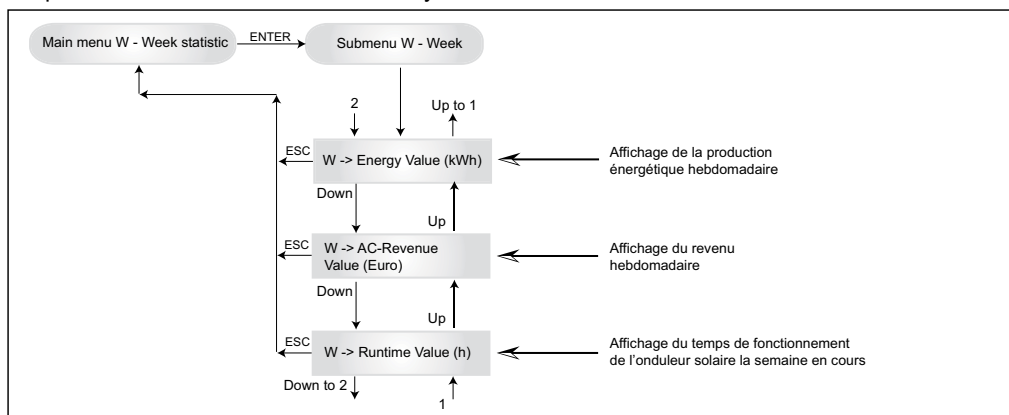 Main menu W - Week statistic
ENTER
Submenu W - Week
2
Up to 1
ESC
W -> Energy Value (kWh)
Affichage de la production
énergétique hebdomadaire
Down
Up
ESC
W -> AC-Revenue
Value (Euro)
Affichage du revenu
hebdomadaire
Down
Up
ESC
W -> Runtime Value (h)
Affichage du temps de fonctionnement
de l'onduleur solaire la semaine en cours
Down to 2
1